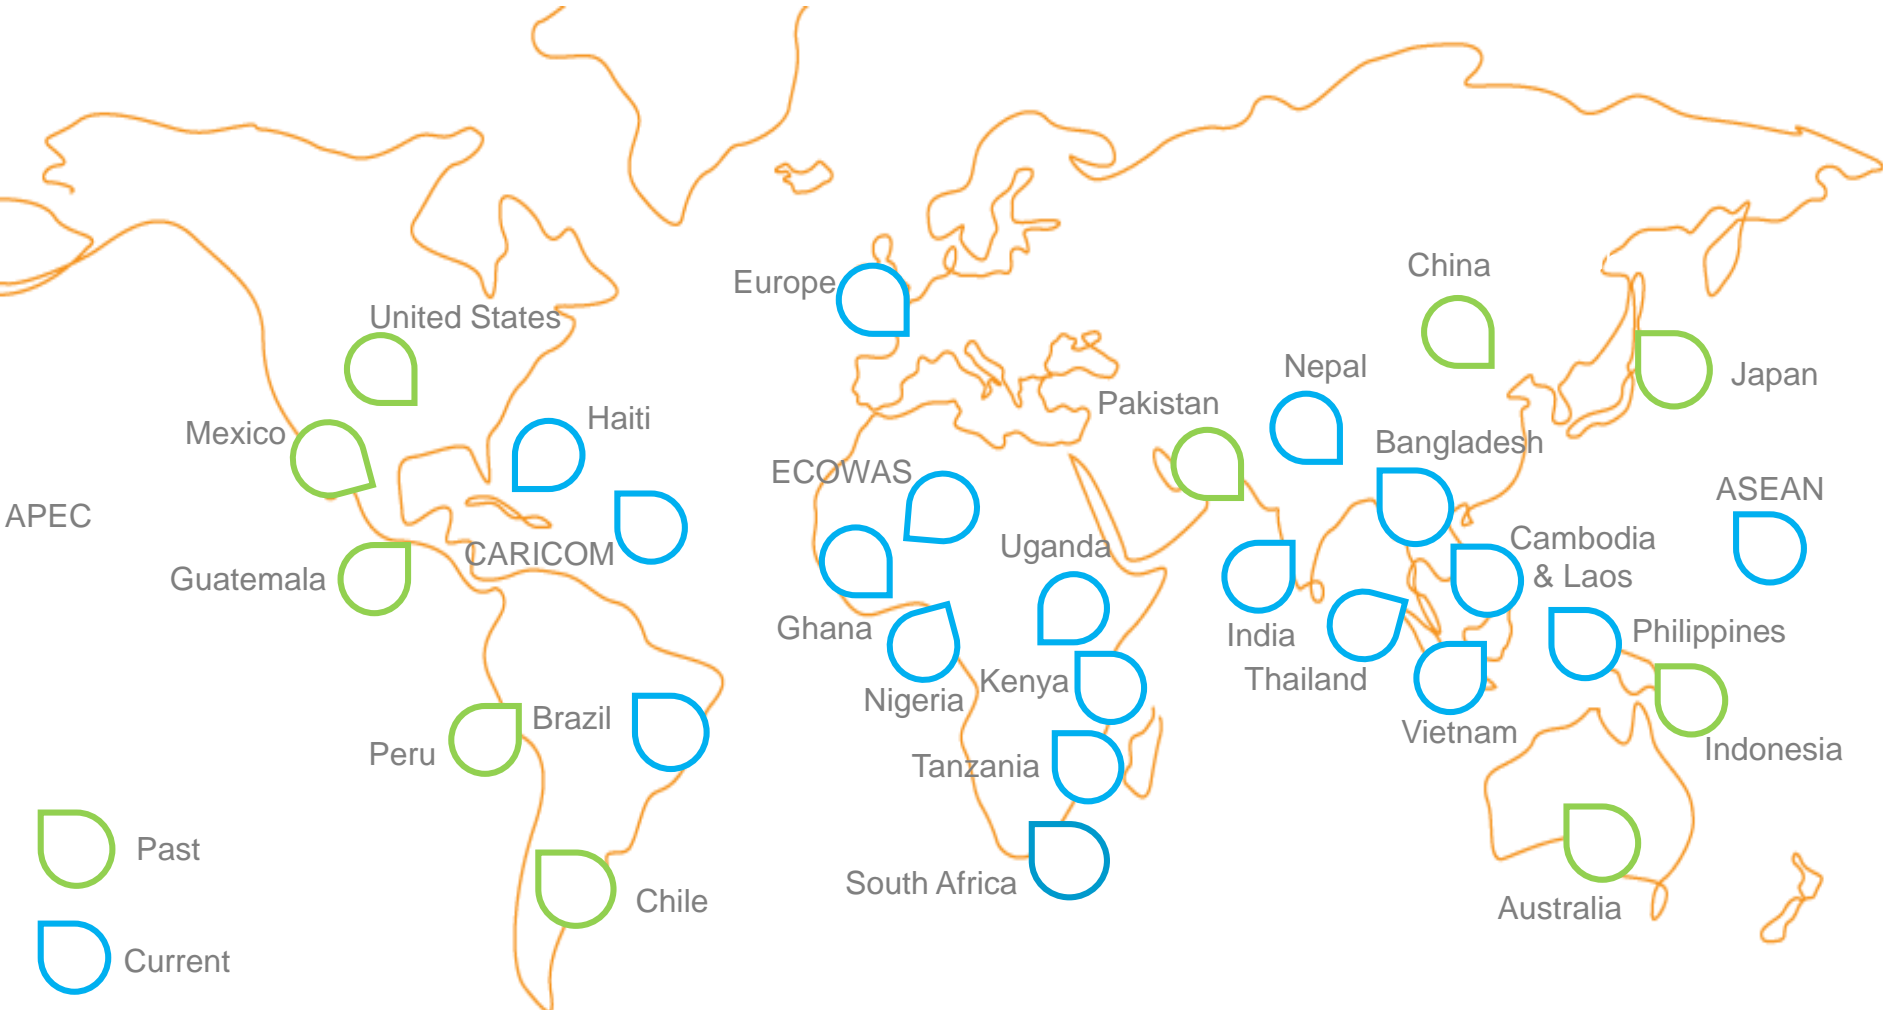 China
Europe
United States
Nepal
Japan
Pakistan
Haiti
Mexico
Bangladesh
ECOWAS
ASEAN
APEC
Cambodia
& Laos
Uganda
CARICOM
Guatemala
Ghana
India
Philippines
Thailand
Kenya
Nigeria
Brazil
Vietnam
Peru
Indonesia
Tanzania
Past
South Africa
Chile
Australia
Current